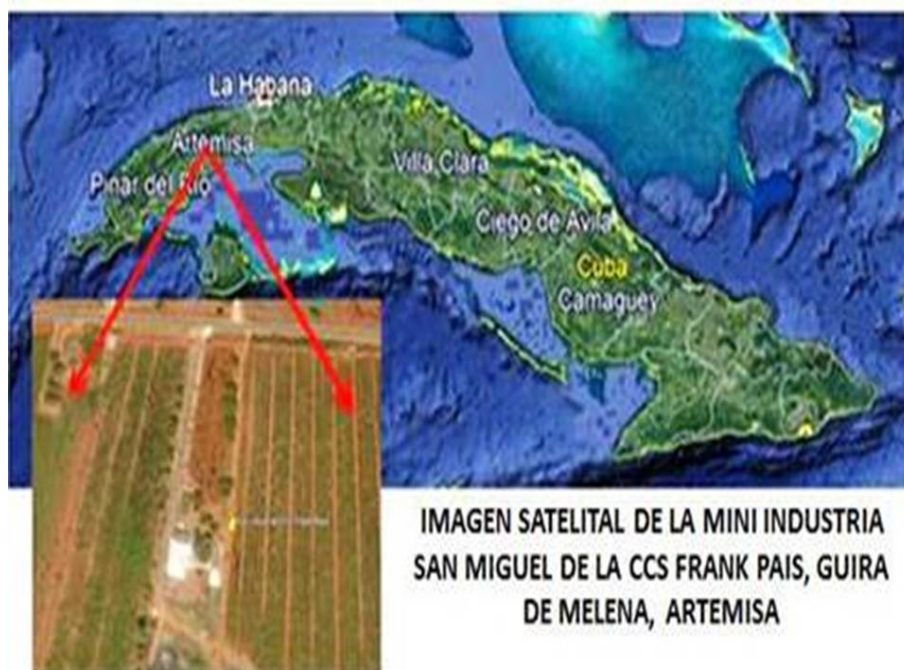 La Habana
Artemisa
Pinar del Río
Villa Clara
Ciego de Avila
Cuba
Camaguey
IMAGEN SATELITAL DE LA MINI INDUSTRIA
SAN MIGUEL DE LA CCS FRANK PAIS, GUIRA
DE MELENA, ARTEMISA